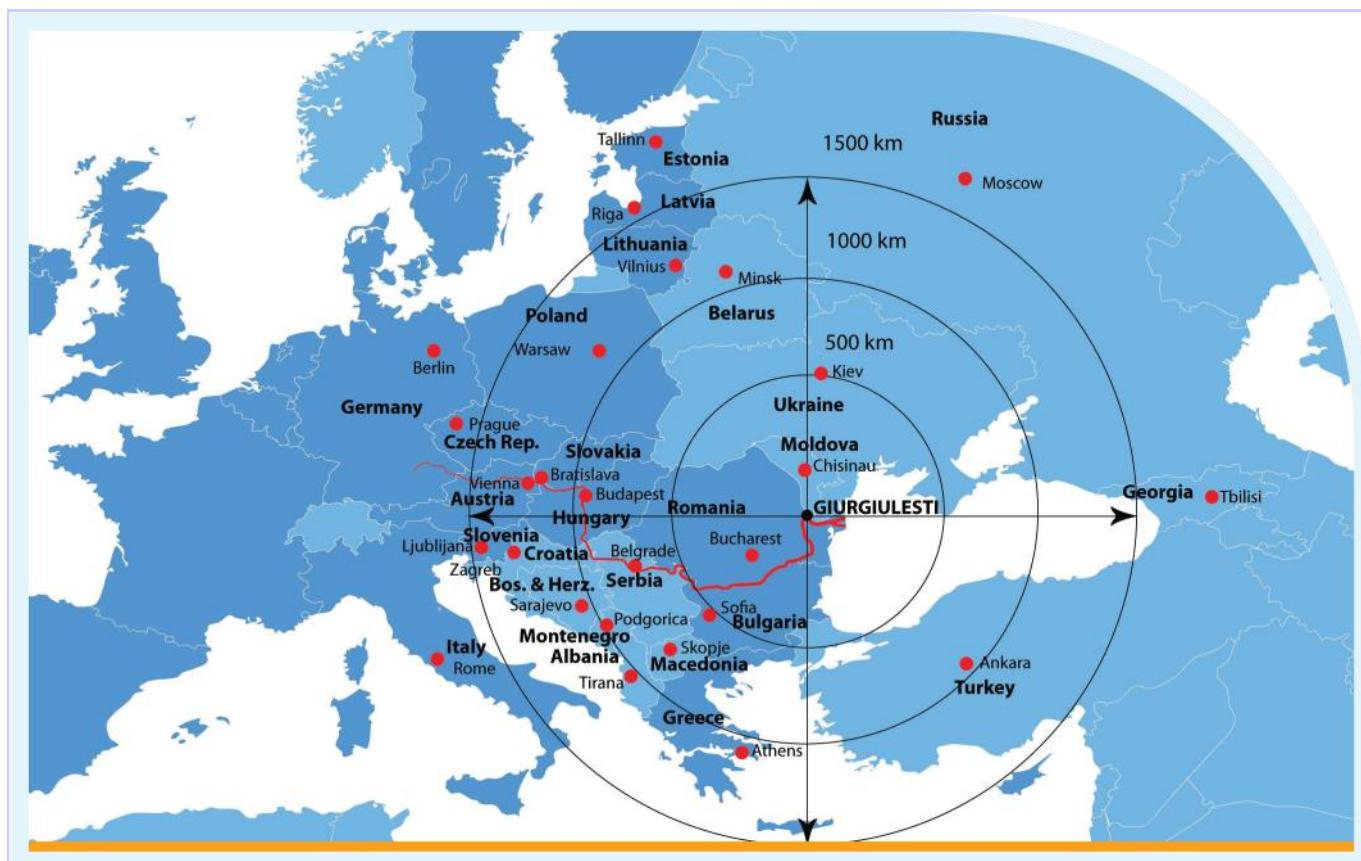 Russia
Tallinn
1500 km
Estonia
Moscow
Latvia
Riga
1000 km
Lithuania
Vilnius
Minsk
Poland
Belarus
500 km
Warsaw
Berlin
Kiev
Germany
Ukraine
Prague
Czech Rep.
Moldova
Slovakia
Chisinau
Bratislava
Vienna
Budapest
Georgia
Tbilisi
Austria
Romania
GIURGIULESTI
Hungary
Slovenia
Bucharest
Ljublijana
Croatia
Belgrade
Zagreb
Serbia
Bos. & Herz.
Sarajevo
Sofia
Podgorica
Bulgaria
Montenegro
Italy
Skopje
Albania
Macedonia
Rome
Ankara
Tirana
Turkey
Greece
Athens